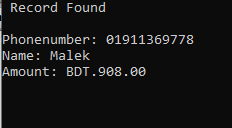 Record Found
Phonenumber: 01911369778
Name: Malek
Amount: BDT.908.00